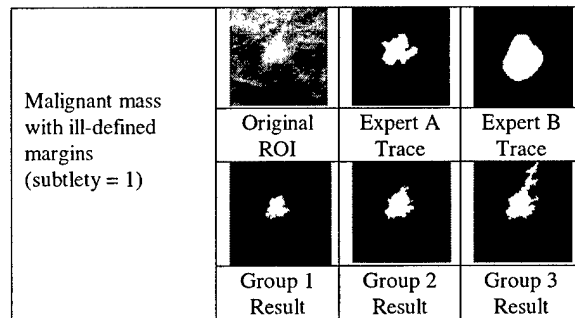 Malignant mass
with ill-defined
margins
(subtlety = 1)
Original
ROI
Expert A
Trace
Expert B
Trace
Group 1
Result
Group 2
Result
Group 3
Result